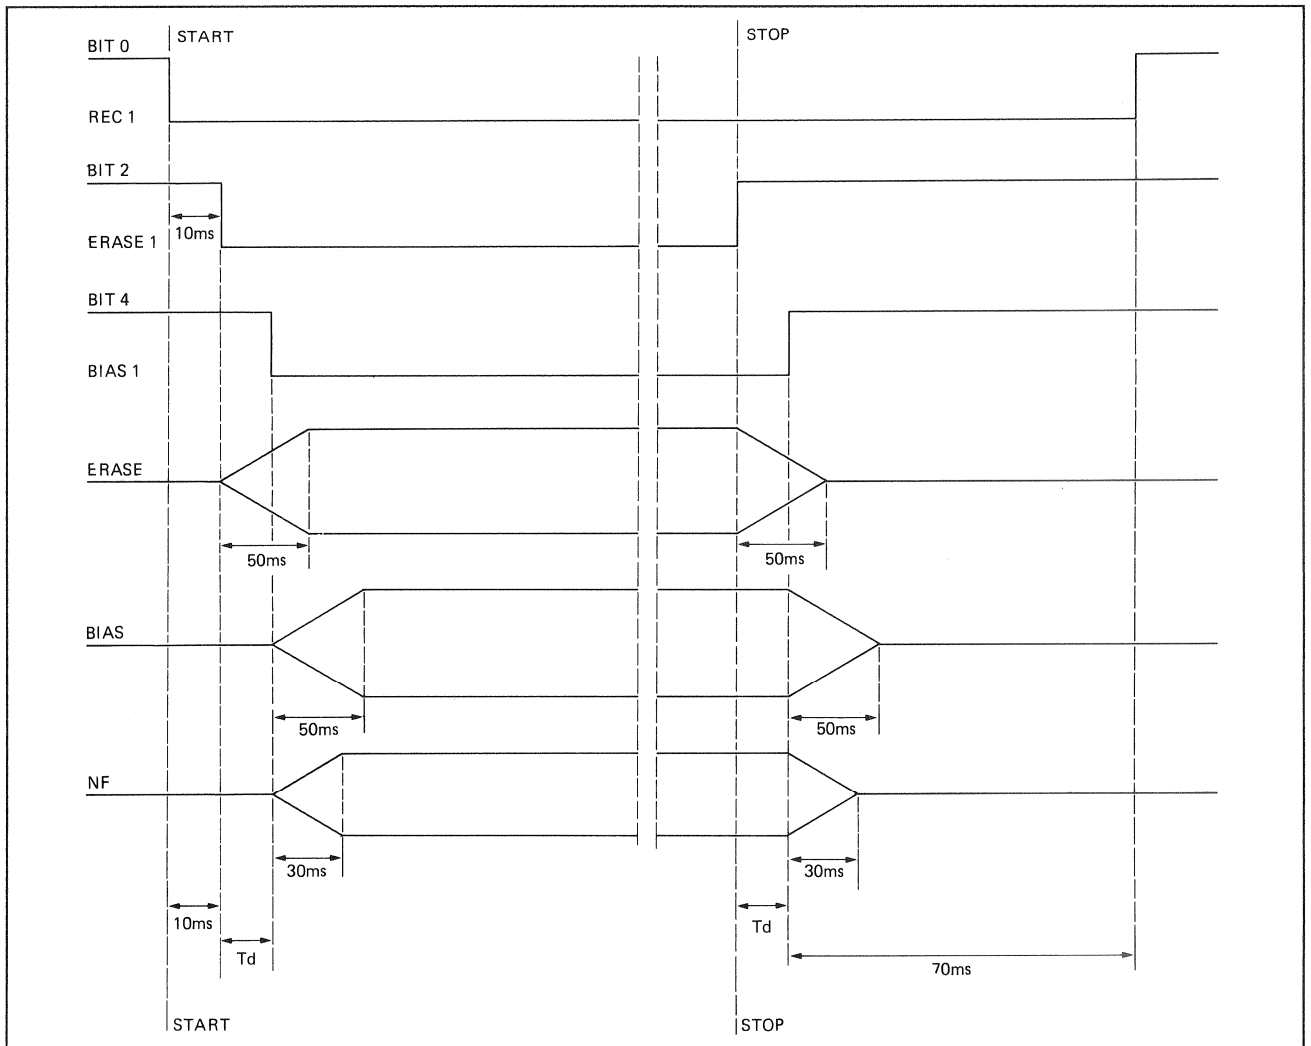 START
STOP
BIT 0
REC 1
BIT 2
10ms
ERASE 1
BIT 4
BIAS 1
ERASE
50ms
50ms
BIAS
50ms
50ms
NF
30ms
30ms
10ms
Td
Td
70ms
START
STOP